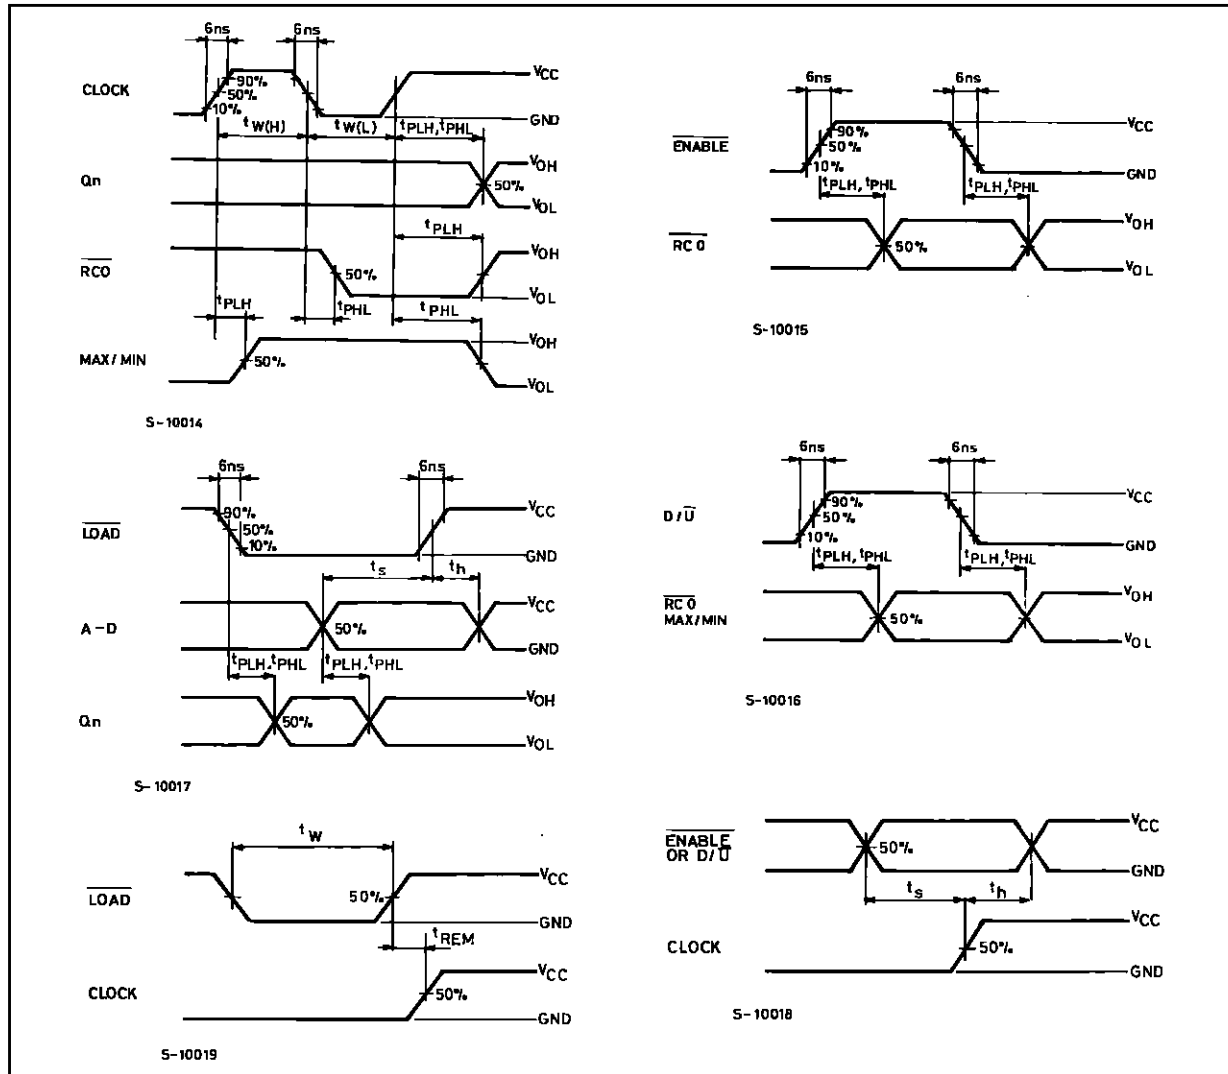 6ns 6ns
CLOCK
90%
50%
10%
VCC
GND
tW(H) tW(L) tPLH,tPHL
Qn
VOH
50%
VOL
tPLH
RCO
VOH
50%
VOL
tPLH tPHL tPHL
MAX/MIN
VOH
50%
VOL
S-10014
6ns 6ns
ENABLE
90%
50%
10%
VCC
GND
tPLH,tPHL tPLH,tPHL
RCO
VOH
50%
VOL
S-10015
6ns 6ns
LOAD
90%
50%
10%
VCC
GND
ts th
A-D
VCC
50%
GND
tPLH,tPHL tPLH,tPHL
Qn
VOH
50%
VOL
S-10017
6ns 6ns
D/U
90%
50%
10%
VCC
GND
tPLH,tPHL tPLH,tPHL
RCO
MAX/MIN
VOH
50%
VOL
S-10016
tW
LOAD
VCC
50%
GND
tREM
CLOCK
VCC
50%
GND
S-10019
ENABLE
OR D/U
VCC
50%
GND
ts th
CLOCK
VCC
50%
GND
S-10018